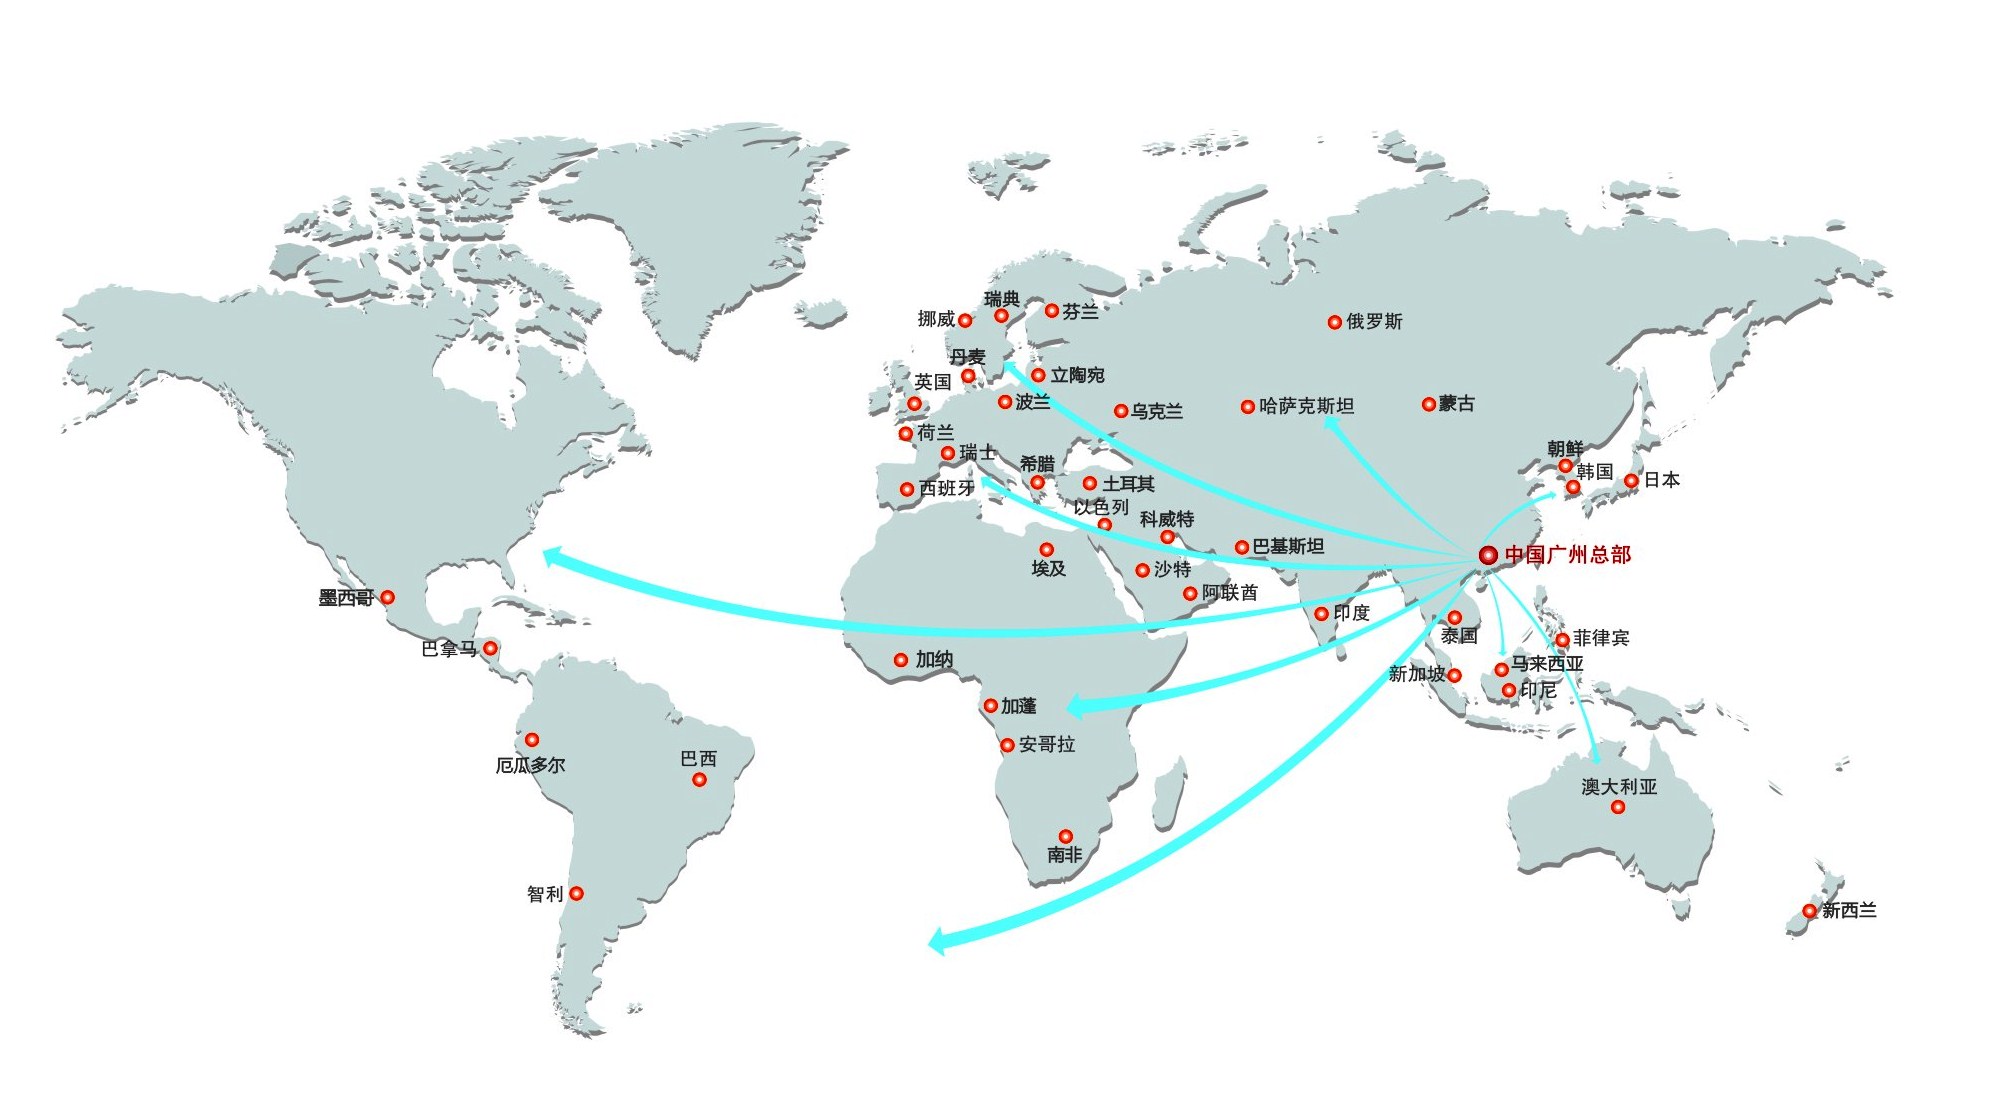 瑞典
芬兰
挪威
俄罗斯
丹麦
立陶宛
英国
波兰
乌克兰
哈萨克斯坦
蒙古
荷兰
瑞士
朝鲜
希腊
韩国
西班牙
土耳其
日本
以色列
科威特
巴基斯坦
中国广州总部
埃及
沙特
阿联酋
墨西哥
印度
泰国
菲律宾
巴拿马
加纳
马来西亚
新加坡
印尼
加蓬
安哥拉
厄瓜多尔
巴西
澳大利亚
南非
智利
新西兰